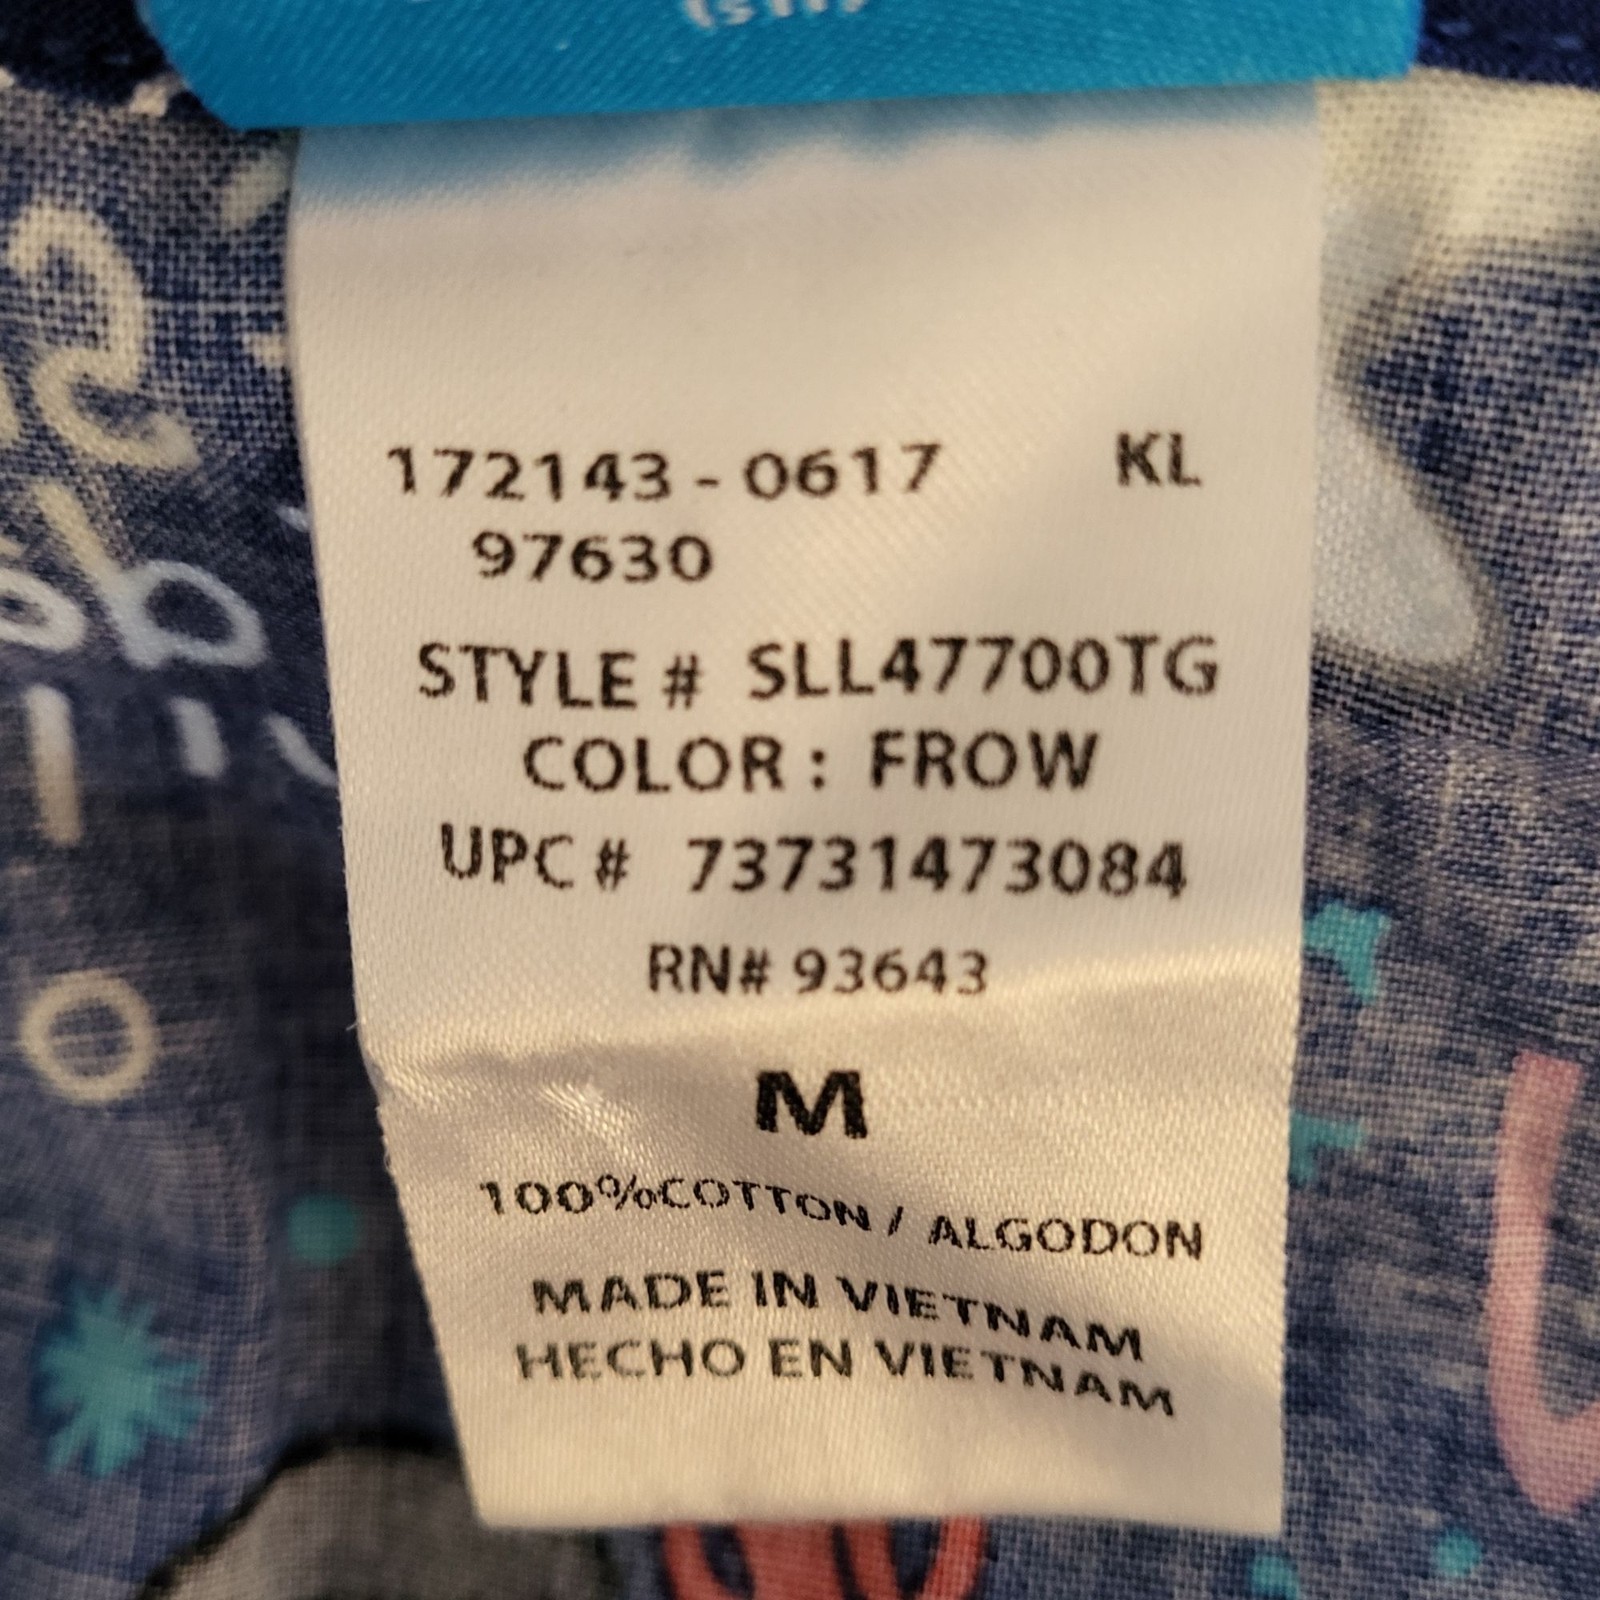 172143 - 0617 KL
97630
STYLE # SLL47700TG
COLOR : FROW
UPC # 73731473084
RN# 93643
M
100%COTTON / ALGODON
MADE IN VIETNAM
HECHO EN VIETNAM